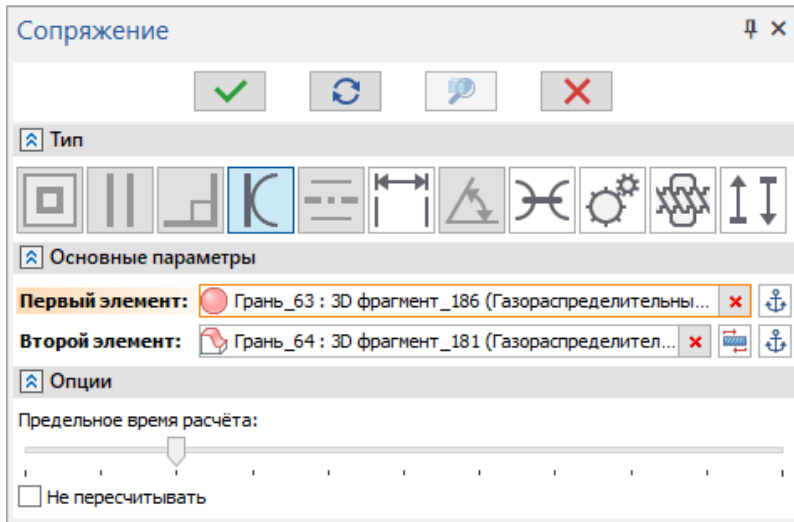 Сопряжение
Тип
Основные параметры
Первый элемент: Грань_63 : 3D фрагмент_186 (Газораспределительны...
Второй элемент: Грань_64 : 3D фрагмент_181 (Газораспределител...
Опции
Предельное время расчёта:
Не пересчитывать